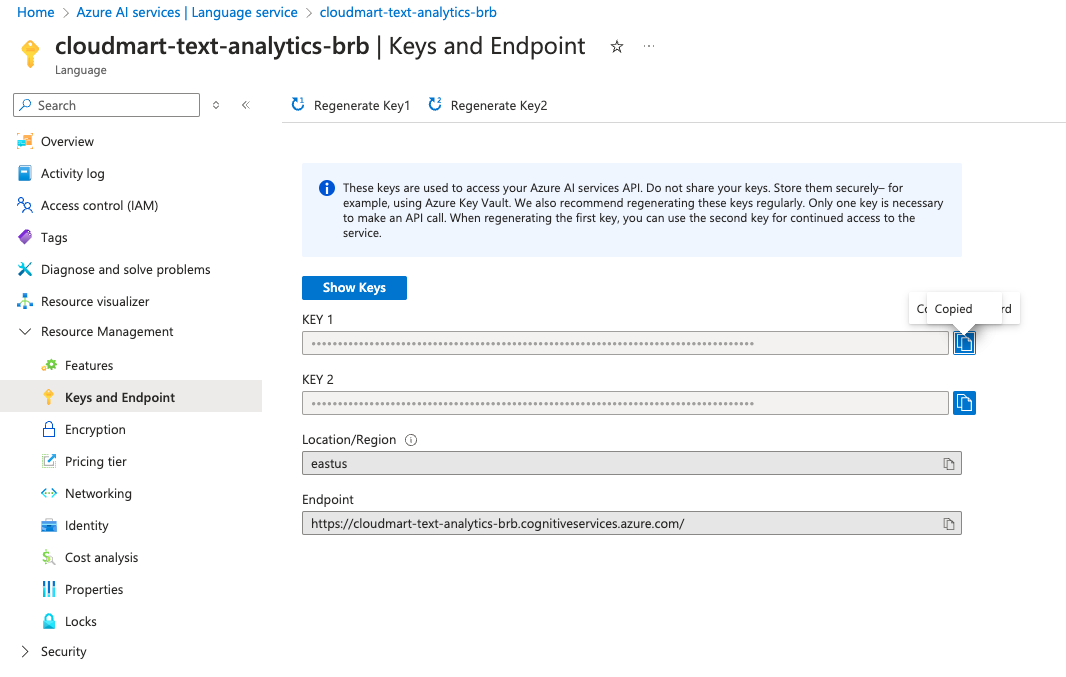 Home > Azure AI services | Language service > cloudmart-text-analytics-brb
cloudmart-text-analytics-brb | Keys and Endpoint
Language
Search
Regenerate Key1
Regenerate Key2
Overview
Activity log
Access control (IAM)
Tags
Diagnose and solve problems
Resource visualizer
Resource Management
Features
Keys and Endpoint
Encryption
Pricing tier
Networking
Identity
Cost analysis
Properties
Locks
Security
These keys are used to access your Azure AI services API. Do not share your keys. Store them securely– for
example, using Azure Key Vault. We also recommend regenerating these keys regularly. Only one key is necessary
to make an API call. When regenerating the first key, you can use the second key for continued access to the
service.
Show Keys
Copied
KEY 1
KEY 2
Location/Region
eastus
Endpoint
https://cloudmart-text-analytics-brb.cognitiveservices.azure.com/